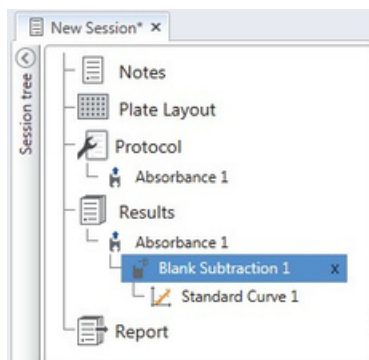 New Session* ×
Session tree
Notes
Plate Layout
Protocol
Absorbance 1
Results
Absorbance 1
Blank Subtraction 1 x
Standard Curve 1
Report